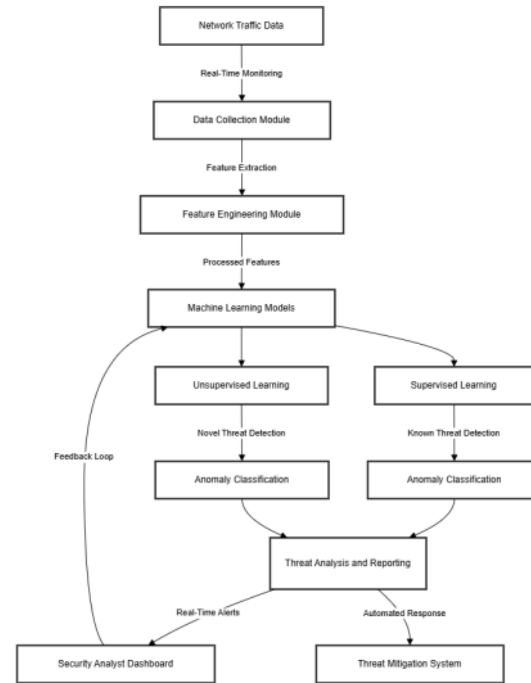 Network Traffic Data
Real-Time Monitoring
Data Collection Module
Feature Extraction
Feature Engineering Module
Processed Features
Machine Learning Models
Unsupervised Learning
Supervised Learning
Novel Threat Detection
Known Threat Detection
Feedback Loop
Anomaly Classification
Anomaly Classification
Threat Analysis and Reporting
Real-Time Alerts
Automated Response
Security Analyst Dashboard
Threat Mitigation System